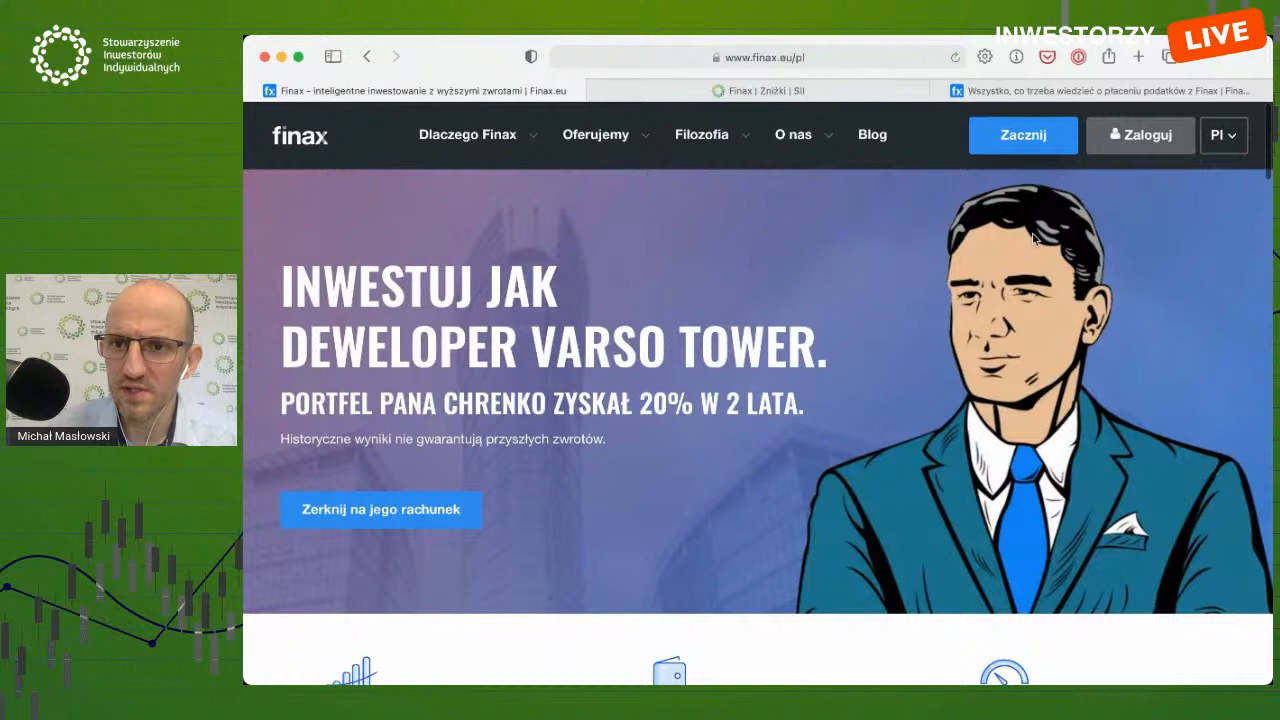 Stowarzyszenie
Inwestorów
Indywidualnych
INWESTORZY LIVE
www.finax.eu/pl
Finax - inteligentne inwestowanie z wyższymi zwrotami | Finax.eu
Finax | Zniżki | SII
Wszystko, co trzeba wiedzieć o płaceniu podatków z Finax | Fina...
finax
Dlaczego Finax
Oferujemy
Filozofia
O nas
Blog
Zacznij
Zaloguj
Pl
INWESTUJ JAK
DEWELOPER VARSO TOWER.
PORTFEL PANA CHRENKO ZYSKAŁ 20% W 2 LATA.
Historyczne wyniki nie gwarantują przyszłych zwrotów.
Zerknij na jego rachunek
Michał Masłowski